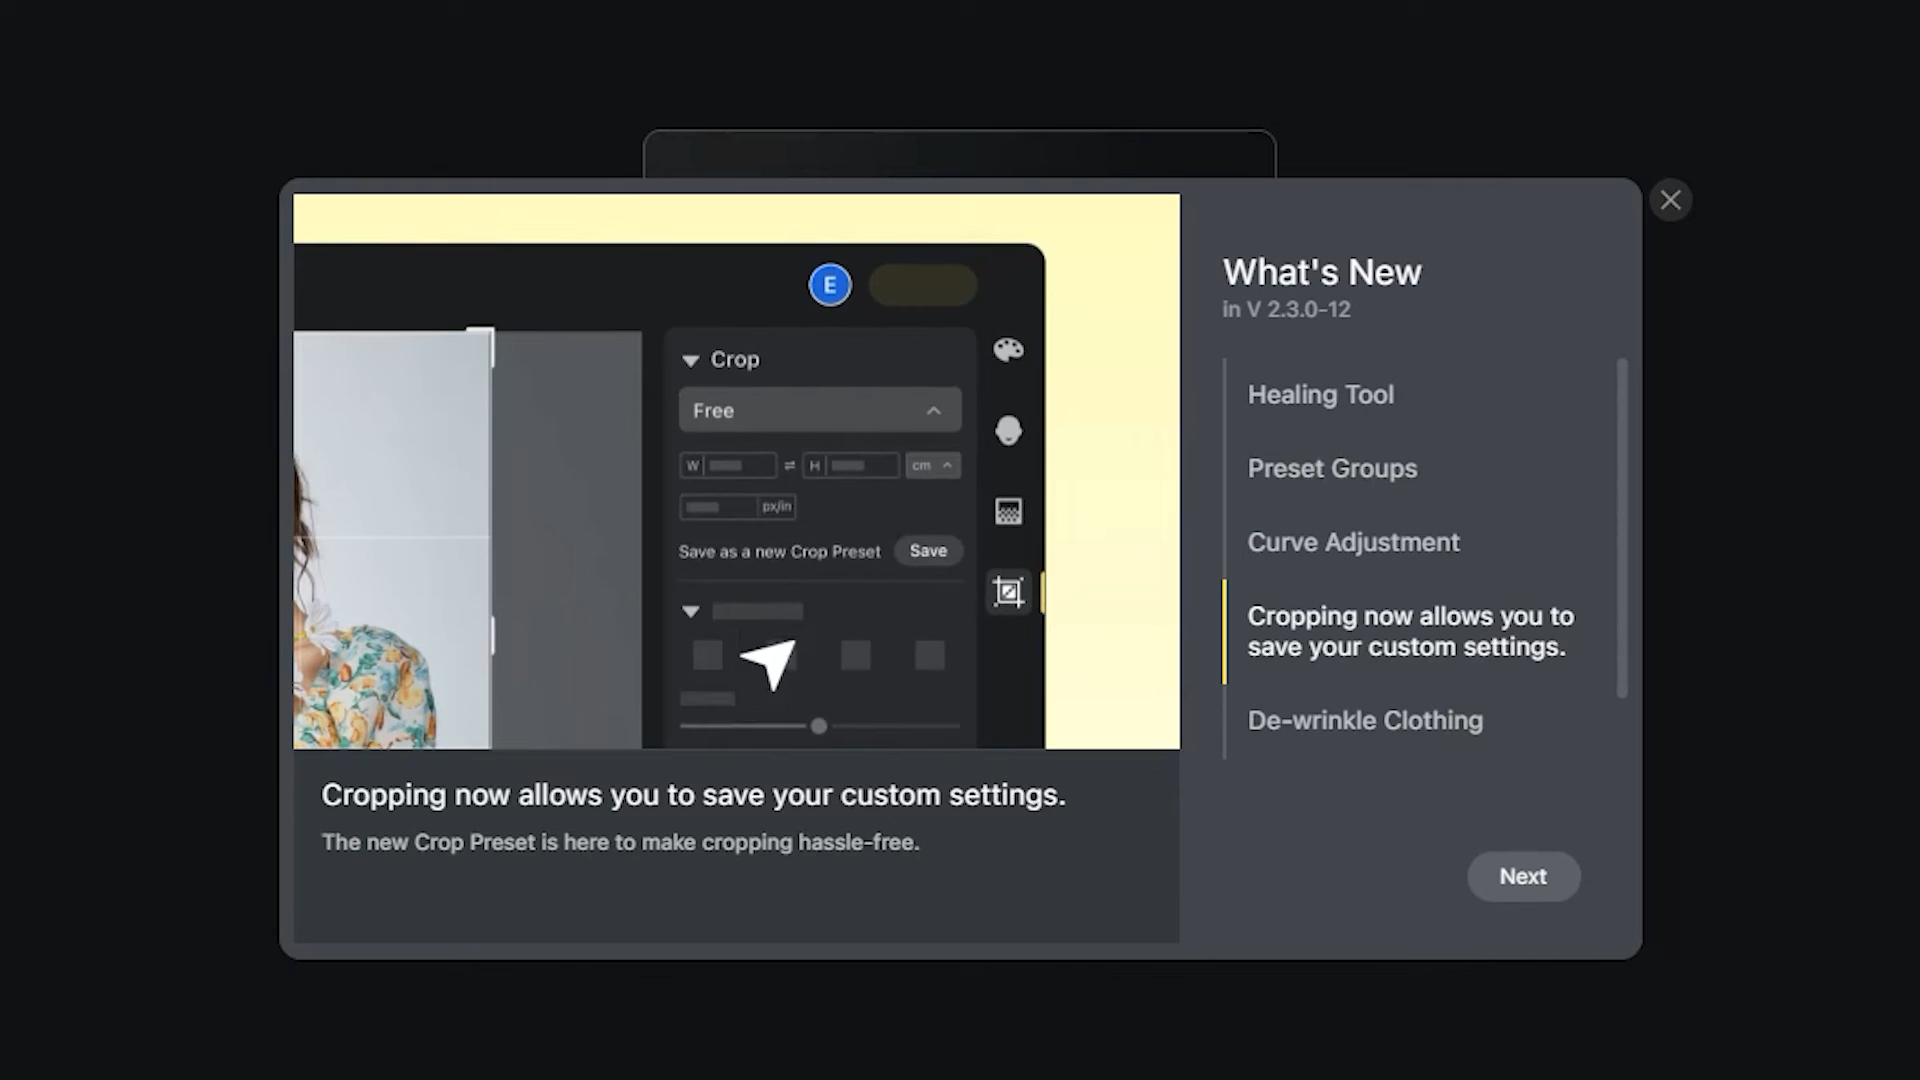 E
Crop
Free
W
H
cm
px/in
Save as a new Crop Preset
Save
Cropping now allows you to save your custom settings.
The new Crop Preset is here to make cropping hassle-free.
What's New
in V 2.3.0-12
Healing Tool
Preset Groups
Curve Adjustment
Cropping now allows you to
save your custom settings.
De-wrinkle Clothing
Next